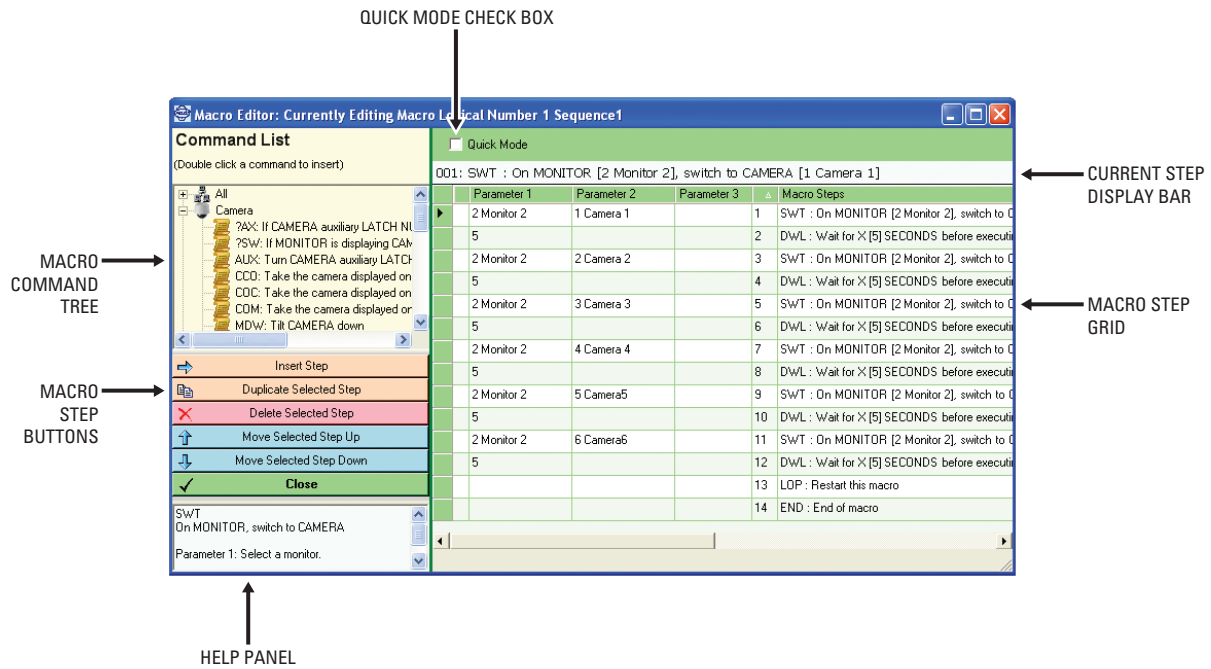 QUICK MODE CHECK BOX
Macro Editor: Currently Editing Macro Logical Number 1 Sequence1
Command List
(Double click a command to insert)
Quick Mode
001: SWT : On MONITOR [2 Monitor 2], switch to CAMERA [1 Camera 1]
CURRENT STEP
DISPLAY BAR
All
Camera
?AX: If CAMERA auxiliary LATCH NU
?SW: If MONITOR is displaying CAM
AUX: Turn CAMERA auxiliary LATCH
CCO: Take the camera displayed on
COC: Take the camera displayed on
COM: Take the camera displayed or
MDW: Tilt CAMERA down
MACRO
COMMAND
TREE
Parameter 1 Parameter 2 Parameter 3 Macro Steps
2 Monitor 2 1 Camera 1 1 SWT : On MONITOR [2 Monitor 2], switch to C
5 2 DWL : Wait for X [5] SECONDS before executi
2 Monitor 2 2 Camera 2 3 SWT : On MONITOR [2 Monitor 2], switch to C
5 4 DWL : Wait for X [5] SECONDS before executi
2 Monitor 2 3 Camera 3 5 SWT : On MONITOR [2 Monitor 2], switch to C
5 6 DWL : Wait for X [5] SECONDS before executi
2 Monitor 2 4 Camera 4 7 SWT : On MONITOR [2 Monitor 2], switch to C
5 8 DWL : Wait for X [5] SECONDS before executi
2 Monitor 2 5 Camera5 9 SWT : On MONITOR [2 Monitor 2], switch to C
5 10 DWL : Wait for X [5] SECONDS before executi
2 Monitor 2 6 Camera6 11 SWT : On MONITOR [2 Monitor 2], switch to C
5 12 DWL : Wait for X [5] SECONDS before executi
13 LOP : Restart this macro
14 END : End of macro
MACRO STEP
GRID
Insert Step
Duplicate Selected Step
Delete Selected Step
Move Selected Step Up
Move Selected Step Down
Close
MACRO
STEP
BUTTONS
SWT
On MONITOR, switch to CAMERA
Parameter 1: Select a monitor.
HELP PANEL